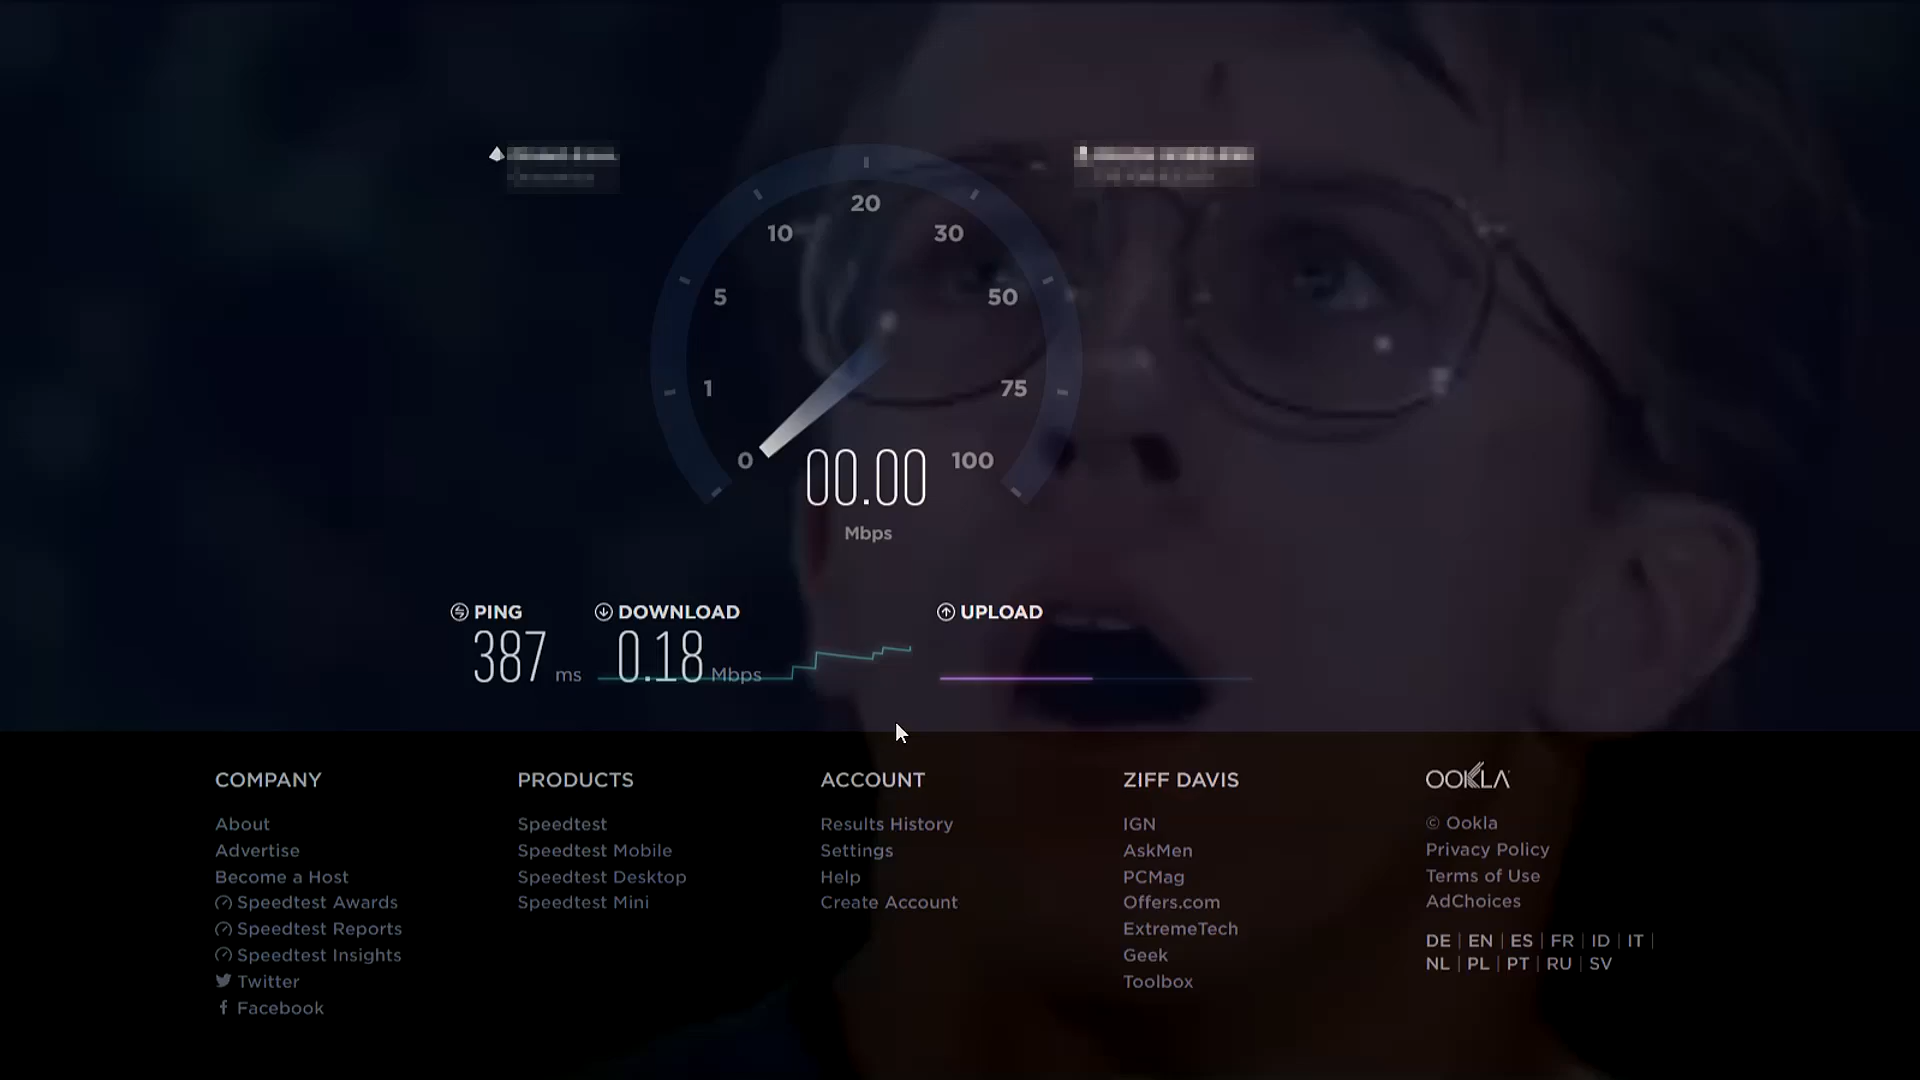 20
10
30
5
50
1
75
0
100
00.00
Mbps
PING
DOWNLOAD
UPLOAD
387 ms
0.18 Mbps
COMPANY
About
Advertise
Become a Host
Speedtest Awards
Speedtest Reports
Speedtest Insights
Twitter
Facebook
PRODUCTS
Speedtest
Speedtest Mobile
Speedtest Desktop
Speedtest Mini
ACCOUNT
Results History
Settings
Help
Create Account
ZIFF DAVIS
IGN
AskMen
PCMag
Offers.com
ExtremeTech
Geek
Toolbox
OOKLA
© Ookla
Privacy Policy
Terms of Use
AdChoices
DE | EN | ES | FR | ID | IT |
NL | PL | PT | RU | SV